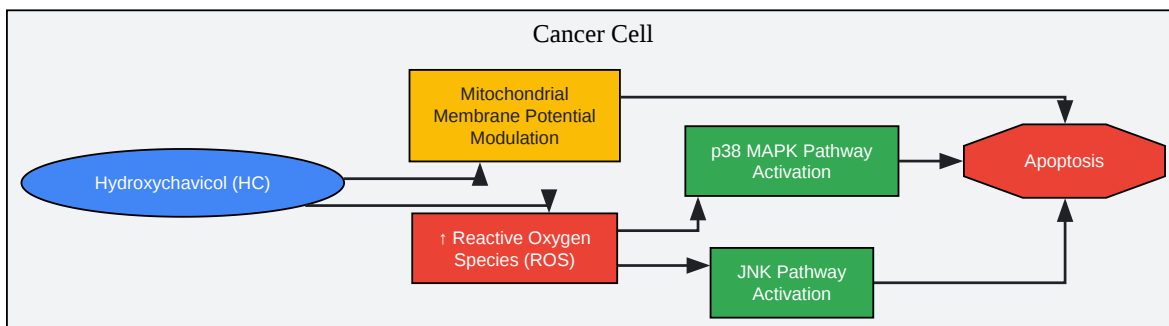 Cancer Cell
Mitochondrial
Membrane Potential
Modulation
p38 MAPK Pathway
Activation
Apoptosis
Hydroxychavicol (HC)
↑ Reactive Oxygen
Species (ROS)
JNK Pathway
Activation